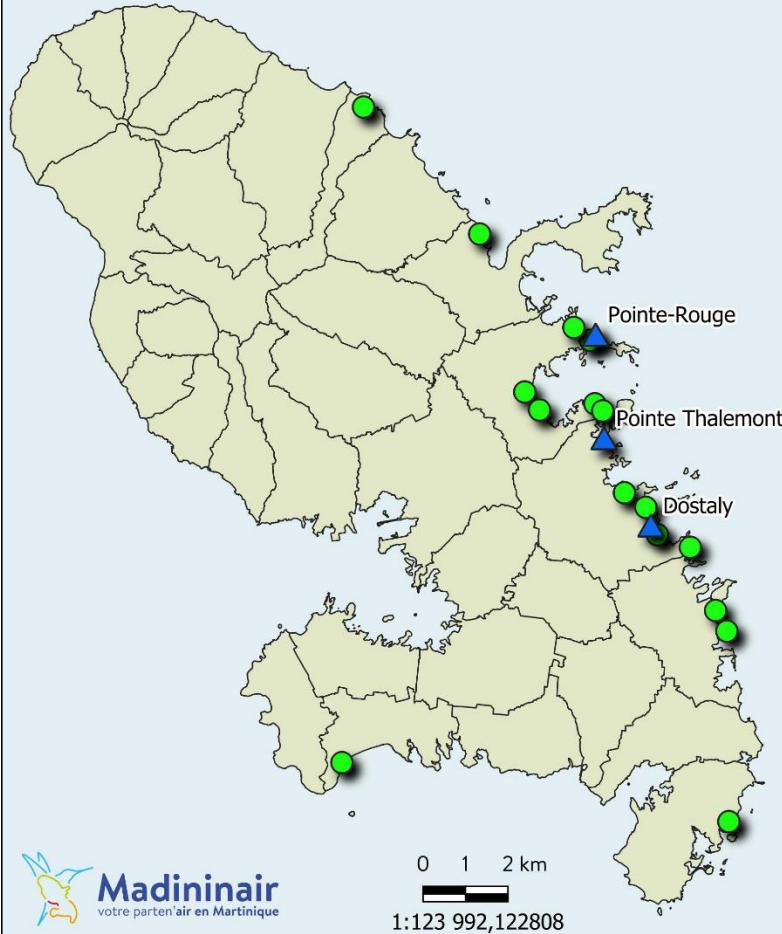 Pointe-Rouge
Pointe Thalemont
Dostaly
Madininair
votre parten'air en Martinique
0 1 2 km
1:123 992,122808